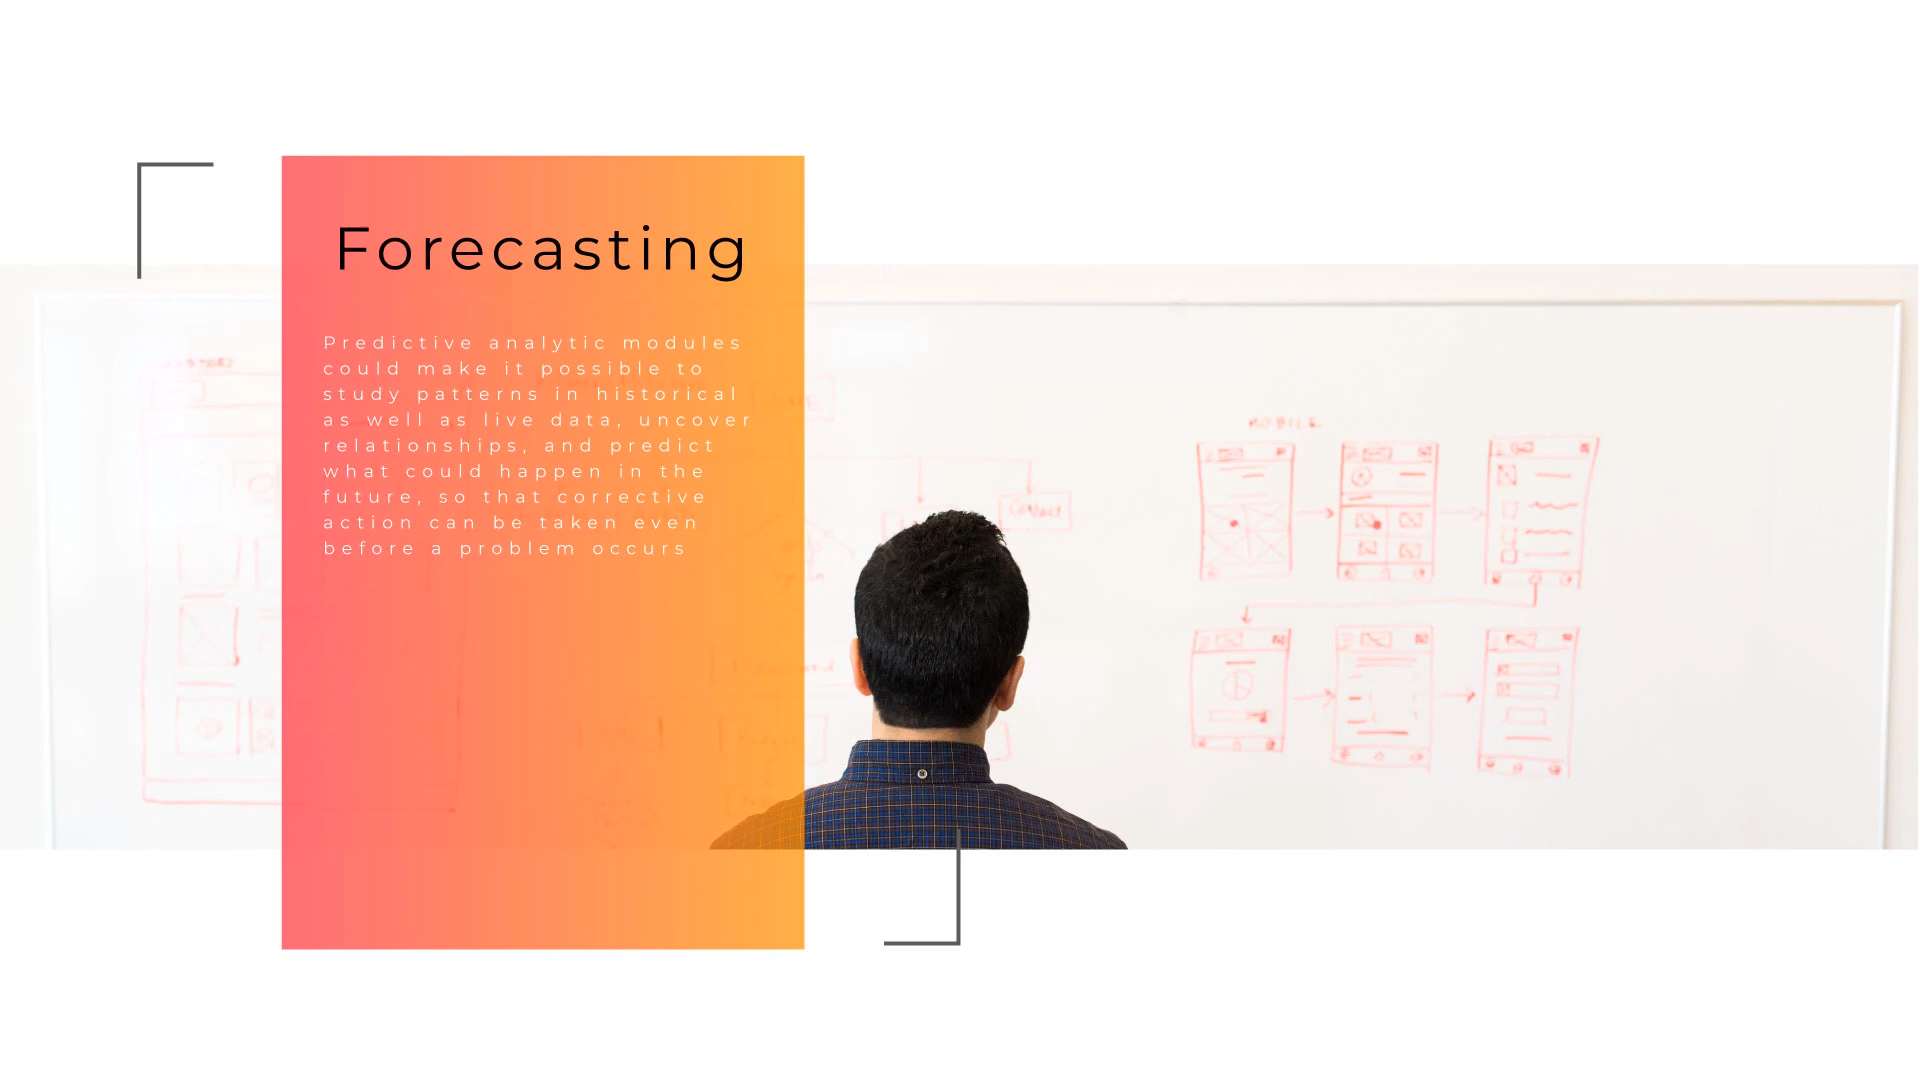 Forecasting
Predictive analytic modules
could make it possible to
study patterns in historical
as well as live data, uncover
relationships, and predict
what could happen in the
future, so that corrective
action can be taken even
before a problem occurs
MOBILE
Contact